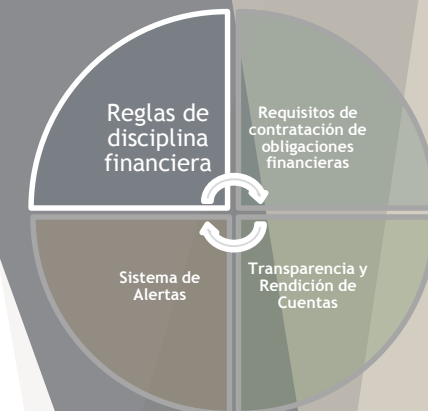 Reglas de
disciplina
financiera
Requisitos de
contratación de
obligaciones
financieras
Sistema de
Alertas
Transparencia y
Rendición de
Cuentas